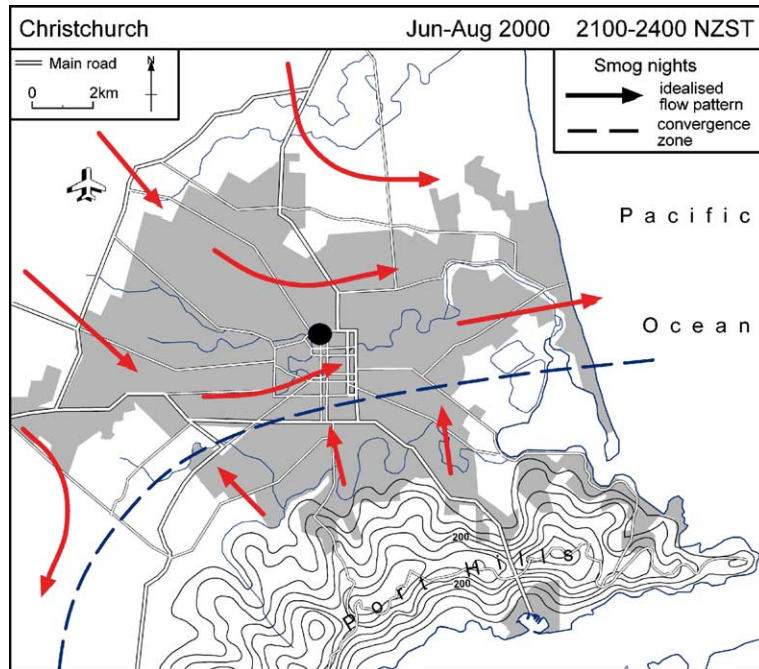 Christchurch
Jun-Aug 2000 2100-2400 NZST
Main road
N
0 2km
Smog nights
idealised
flow pattern
convergence
zone
Pacific
Ocean
200
Port Hills
200